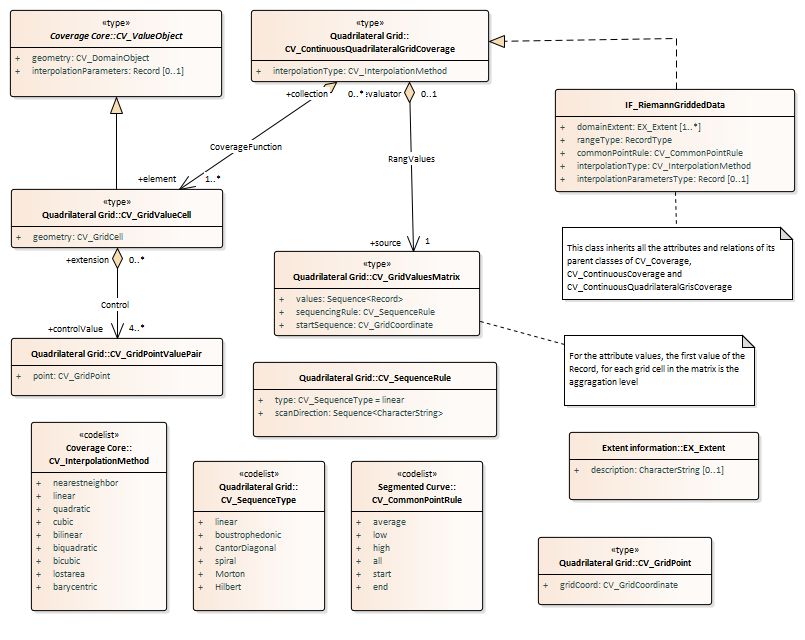 «type»
Coverage Core::CV_ValueObject
+ geometry: CV_DomainObject
+ interpolationParameters: Record [0..1]
«type»
Quadrilateral Grid::
CV_ContinuousQuadrilateralGridCoverage
+ interpolationType: CV_InterpolationMethod
IF_RiemannGriddedData
+ domainExtent: EX_Extent [1..*]
+ rangeType: RecordType
+ commonPointRule: CV_CommonPointRule
+ interpolationType: CV_InterpolationMethod
+ interpolationParametersType: Record [0..1]
+collection
0..*
evaluator
0..1
CoverageFunction
RangValues
+element
1..*
«type»
Quadrilateral Grid::CV_GridValueCell
+ geometry: CV_GridCell
+extension
0..*
+source
1
This class inherits all the attributes and relations of its
parent classes of CV_Coverage,
CV_ContinuousCoverage and
CV_ContinuousQuadrilateralGrisCoverage
«type»
Quadrilateral Grid::CV_GridValuesMatrix
+ values: Sequence<Record>
+ sequencingRule: CV_SequenceRule
+ startSequence: CV_GridCoordinate
Control
+controlValue
4..*
Quadrilateral Grid::CV_GridPointValuePair
+ point: CV_GridPoint
For the attribute values, the first value of the
Record, for each grid cell in the matrix is the
aggragation level
Quadrilateral Grid::CV_SequenceRule
+ type: CV_SequenceType = linear
+ scanDirection: Sequence<CharacterString>
«codelist»
Coverage Core::
CV_InterpolationMethod
+ nearestneighbor
+ linear
+ quadratic
+ cubic
+ bilinear
+ biquadratic
+ bicubic
+ lostarea
+ barycentric
«codelist»
Quadrilateral Grid::
CV_SequenceType
+ linear
+ boustrophedonic
+ CantorDiagonal
+ spiral
+ Morton
+ Hilbert
«codelist»
Segmented Curve::
CV_CommonPointRule
+ average
+ low
+ high
+ all
+ start
+ end
Extent information::EX_Extent
+ description: CharacterString [0..1]
«type»
Quadrilateral Grid::CV_GridPoint
+ gridCoord: CV_GridCoordinate